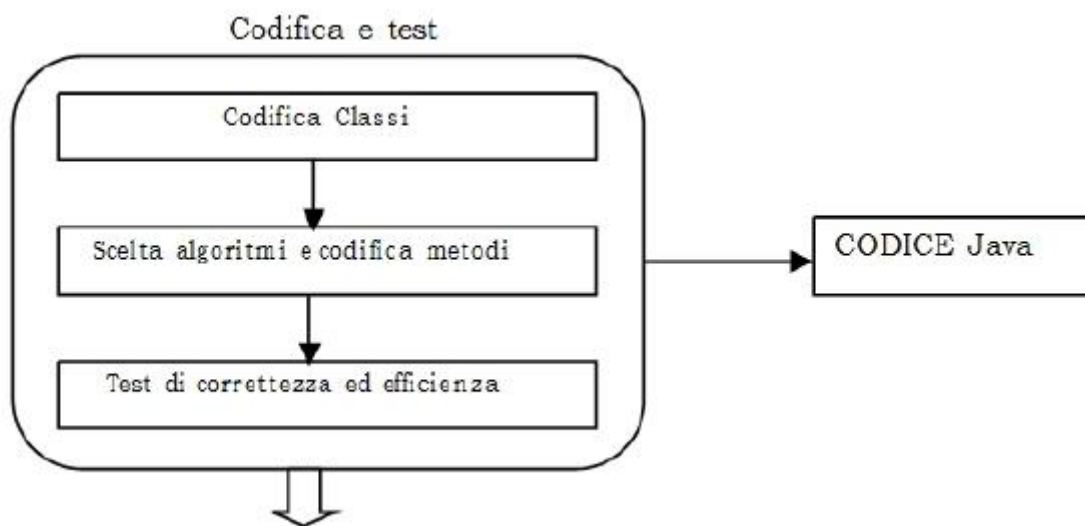 Codifica e test
Codifica Classi
Scelta algoritmi e codifica metodi
CODICE Java
Test di correttezza ed efficienza